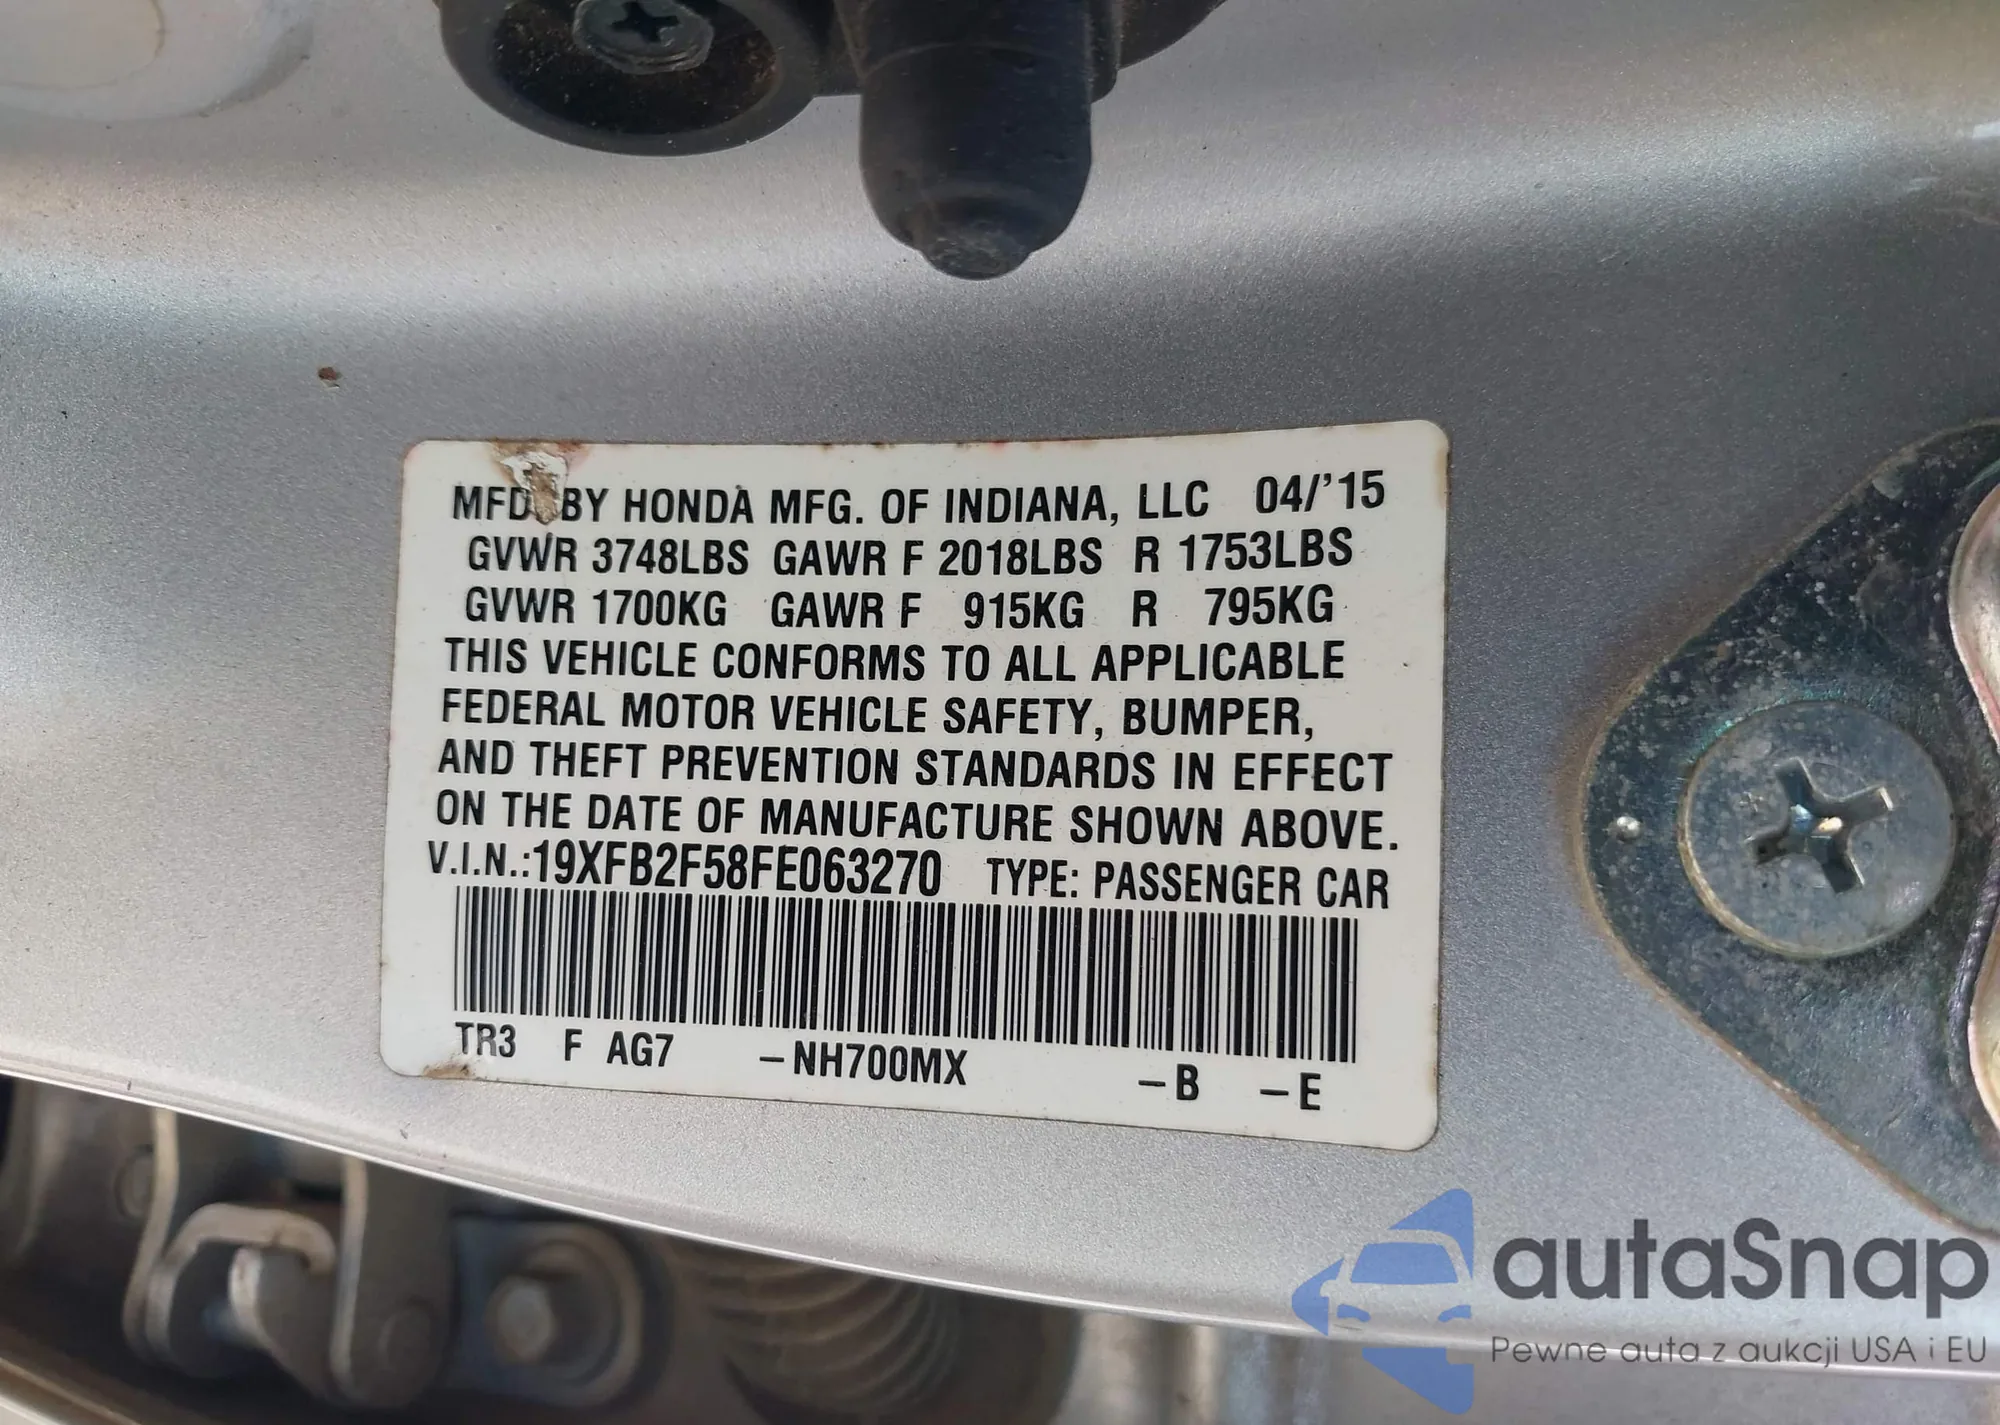 MFD. BY HONDA MFG. OF INDIANA, LLC 04/'15
GVWR 3748LBS GAWR F 2018LBS R 1753LBS
GVWR 1700KG GAWR F 915KG R 795KG
THIS VEHICLE CONFORMS TO ALL APPLICABLE
FEDERAL MOTOR VEHICLE SAFETY, BUMPER,
AND THEFT PREVENTION STANDARDS IN EFFECT
ON THE DATE OF MANUFACTURE SHOWN ABOVE.
V.I.N.:19XFB2F58FE063270 TYPE: PASSENGER CAR
TR3 F AG7 –NH700MX –B –E
autaSnap
Pewne auta z aukcji USA i EU